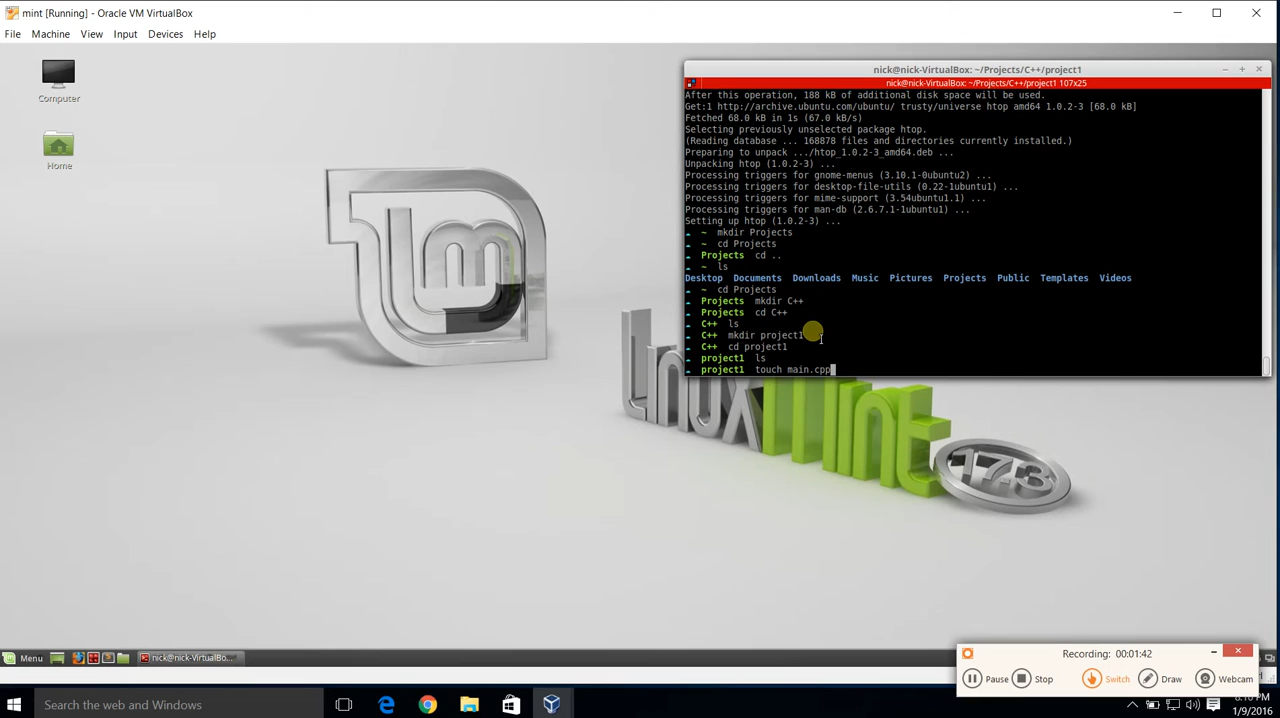 mint [Running] - Oracle VM VirtualBox
File Machine View Input Devices Help
Computer
Home
nick@nick-VirtualBox: ~/Projects/C++/project1
nick@nick-VirtualBox: ~/Projects/C++/project1 107x25
After this operation, 188 kB of additional disk space will be used.
Get:1 http://archive.ubuntu.com/ubuntu/ trusty/universe htop amd64 1.0.2-3 [68.0 kB]
Fetched 68.0 kB in 1s (67.0 kB/s)
Selecting previously unselected package htop.
(Reading database ... 168878 files and directories currently installed.)
Preparing to unpack .../htop_1.0.2-3_amd64.deb ...
Unpacking htop (1.0.2-3) ...
Processing triggers for gnome-menus (3.10.1-0ubuntu2) ...
Processing triggers for desktop-file-utils (0.22-1ubuntu1) ...
Processing triggers for mime-support (3.54ubuntu1.1) ...
Processing triggers for man-db (2.6.7.1-1ubuntu1) ...
Setting up htop (1.0.2-3) ...
~ mkdir Projects
~ cd Projects
Projects cd ..
~ ls
Desktop Documents Downloads Music Pictures Projects Public Templates Videos
~ cd Projects
Projects mkdir C++
Projects cd C++
C++ ls
C++ mkdir project1
C++ cd project1
project1 ls
project1 touch main.cpp
lm
Linux Mint 17.3
Menu
nick@nick-VirtualBo...
Recording: 00:01:42
Pause Stop Switch Draw Webcam
Search the web and Windows
1/9/2016